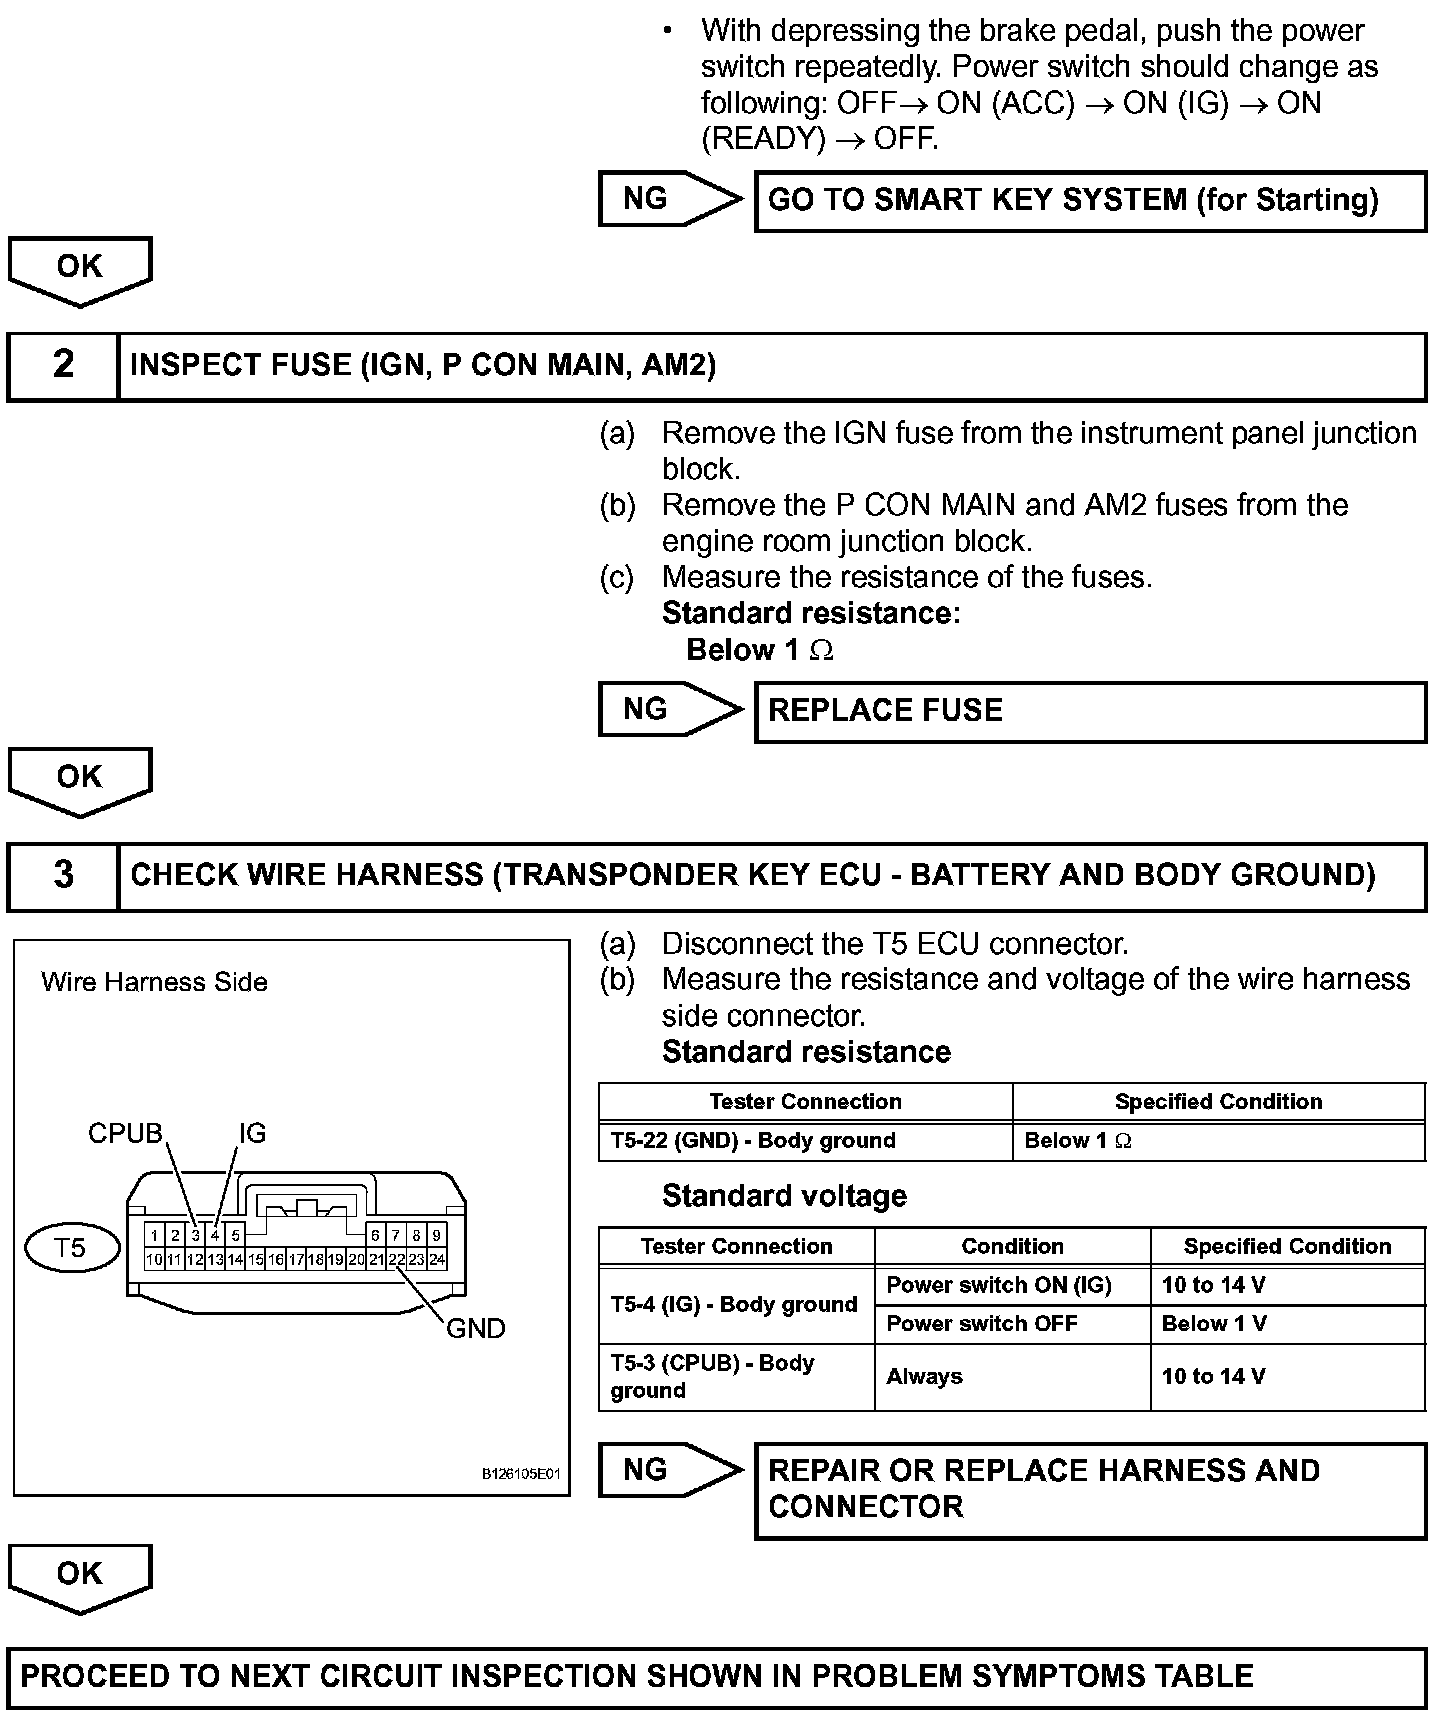 • With depressing the brake pedal, push the power
switch repeatedly. Power switch should change as
following: OFF→ ON (ACC) → ON (IG) → ON
(READY) → OFF.
NG
GO TO SMART KEY SYSTEM (for Starting)
OK
2 INSPECT FUSE (IGN, P CON MAIN, AM2)
(a) Remove the IGN fuse from the instrument panel junction
block.
(b) Remove the P CON MAIN and AM2 fuses from the
engine room junction block.
(c) Measure the resistance of the fuses.
Standard resistance:
Below 1 Ω
NG
REPLACE FUSE
OK
3 CHECK WIRE HARNESS (TRANSPONDER KEY ECU - BATTERY AND BODY GROUND)
Wire Harness Side
CPUB IG
1 2 3 4 5 6 7 8 9
T5
10 11 12 13 14 15 16 17 18 19 20 21 22 23 24
GND
B126105E01
(a) Disconnect the T5 ECU connector.
(b) Measure the resistance and voltage of the wire harness
side connector.
Standard resistance
Tester Connection Specified Condition
T5-22 (GND) - Body ground Below 1 Ω
Standard voltage
Tester Connection Condition Specified Condition
T5-4 (IG) - Body ground
Power switch ON (IG) 10 to 14 V
Power switch OFF Below 1 V
T5-3 (CPUB) - Body
ground
Always 10 to 14 V
NG
REPAIR OR REPLACE HARNESS AND
CONNECTOR
OK
PROCEED TO NEXT CIRCUIT INSPECTION SHOWN IN PROBLEM SYMPTOMS TABLE